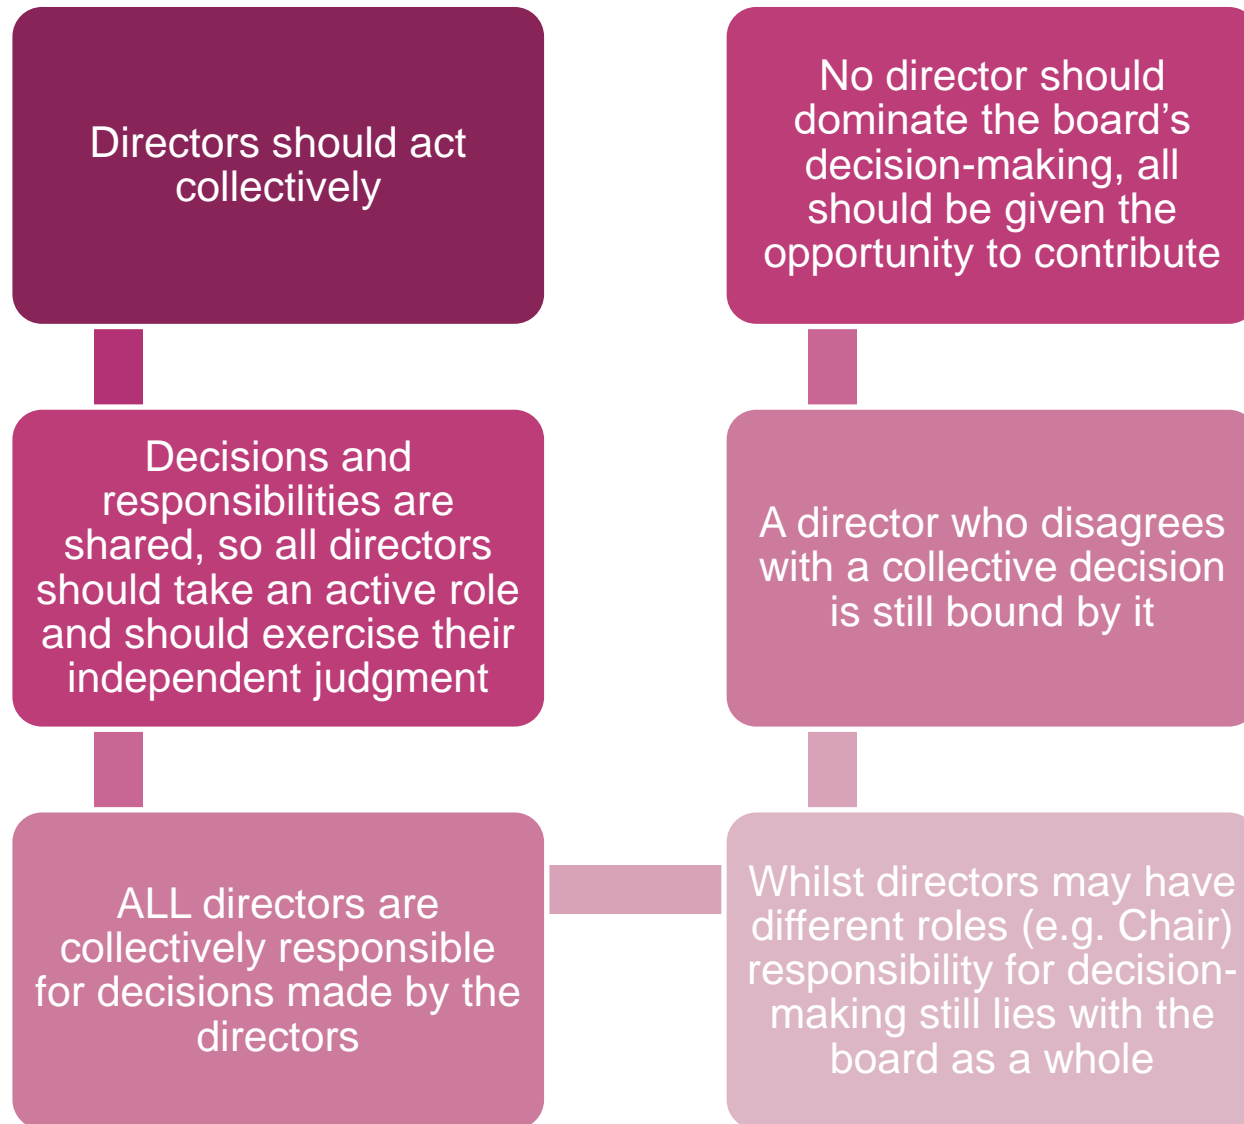 Directors should act
collectively
Decisions and
responsibilities are
shared, so all directors
should take an active role
and should exercise their
independent judgment
ALL directors are
collectively responsible
for decisions made by the
directors
Whilst directors may have
different roles (e.g. Chair)
responsibility for decision-
making still lies with the
board as a whole
A director who disagrees
with a collective decision
is still bound by it
No director should
dominate the board’s
decision-making, all
should be given the
opportunity to contribute